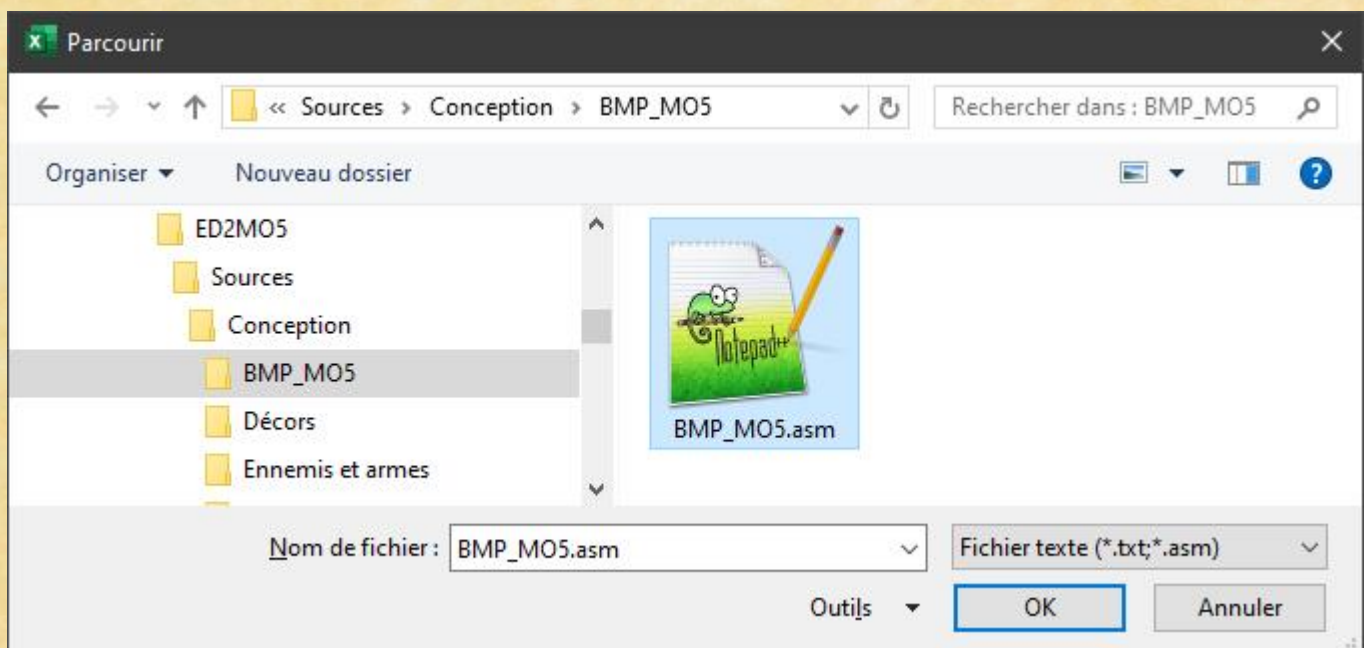 Parcourir
« Sources > Conception > BMP_MO5
Rechercher dans : BMP_MO5
Organiser
Nouveau dossier
ED2MO5
Sources
Conception
BMP_MO5
Décors
Ennemis et armes
Notepad++
BMP_MO5.asm
Nom de fichier : BMP_MO5.asm
Fichier texte (*.txt;*.asm)
Outils
OK
Annuler